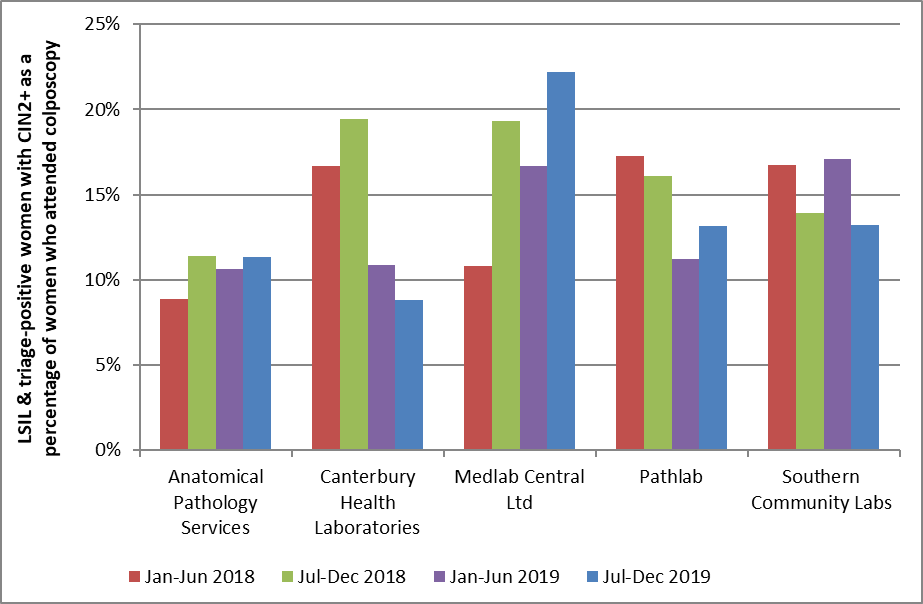 LSIL & triage-positive women with CIN2+ as a
percentage of women who attended colposcopy
25%
20%
15%
10%
5%
0%
Anatomical
Pathology
Services
Canterbury
Health
Laboratories
Medlab Central
Ltd
Pathlab
Southern
Community Labs
Jan-Jun 2018
Jul-Dec 2018
Jan-Jun 2019
Jul-Dec 2019